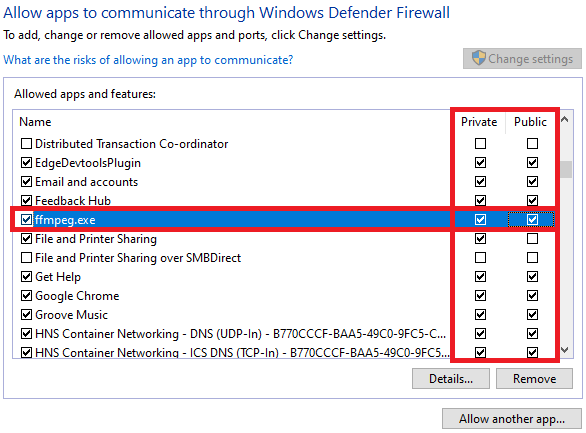 Allow apps to communicate through Windows Defender Firewall
To add, change or remove allowed apps and ports, click Change settings.
What are the risks of allowing an app to communicate?
Change settings
Allowed apps and features:
Name Private Public
Distributed Transaction Co-ordinator
EdgeDevtoolsPlugin
Email and accounts
Feedback Hub
ffmpeg.exe
File and Printer Sharing
File and Printer Sharing over SMBDirect
Get Help
Google Chrome
Groove Music
HNS Container Networking - DNS (UDP-In) - B770CCCF-BAA5-49C0-9FC5-C...
HNS Container Networking - ICS DNS (TCP-In) - B770CCCF-BAA5-49C0-9FC5...
Details... Remove
Allow another app...